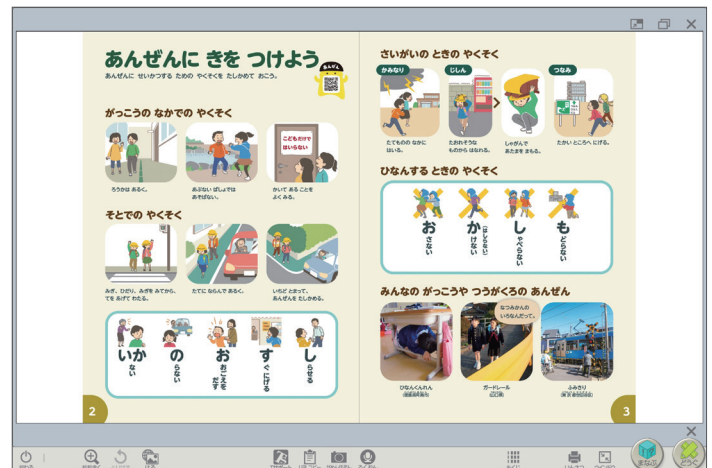 あんぜんに きを つけよう
あんぜんに せいかつする ための やくそくを たしかめて おこう。
あんぜん
がっこうの なかでの やくそく
こどもだけで
はいらない
ろうかは あるく。
あぶない ばしょでは
あそばない。
かいて ある ことを
よく みる。
そとでの やくそく
みぎ、ひだり、みぎを みてから、
てを あげて わたる。
たてに ならんで あるく。
いちど とまって、
あんぜんを たしかめる。
いかない
のらない
おおごえを だす
すぐ にげる
しらせる
2
さいがいの ときの やくそく
かみなり
じしん
つなみ
たてものの なかに
はいる。
たおれそうな
ものから はなれる。
しゃがんで
あたまを まもる。
たかい ところへ にげる。
ひなんする ときの やくそく
おさない
かけない
(はしらない)
しゃべらない
もどらない
みんなの がっこうや つうがくろの あんぜん
なつみかんの
いろなんだって。
ひなんくんれん
ガードレール
ふみきり
3
まなぶ
どうぐ